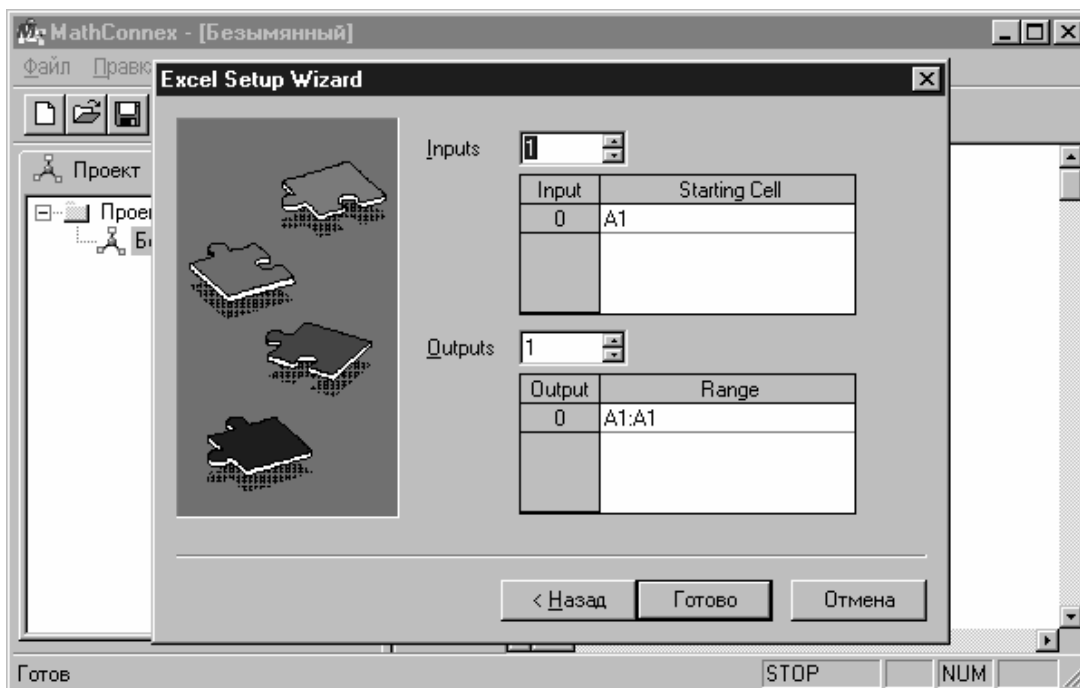 MathConnex - [Безымянный]
Файл Правк
Excel Setup Wizard
Проект
Прое
Бе
Inputs 1
Input Starting Cell
0 A1
Outputs 1
Output Range
0 A1:A1
< Назад Готово Отмена
Готов STOP NUM